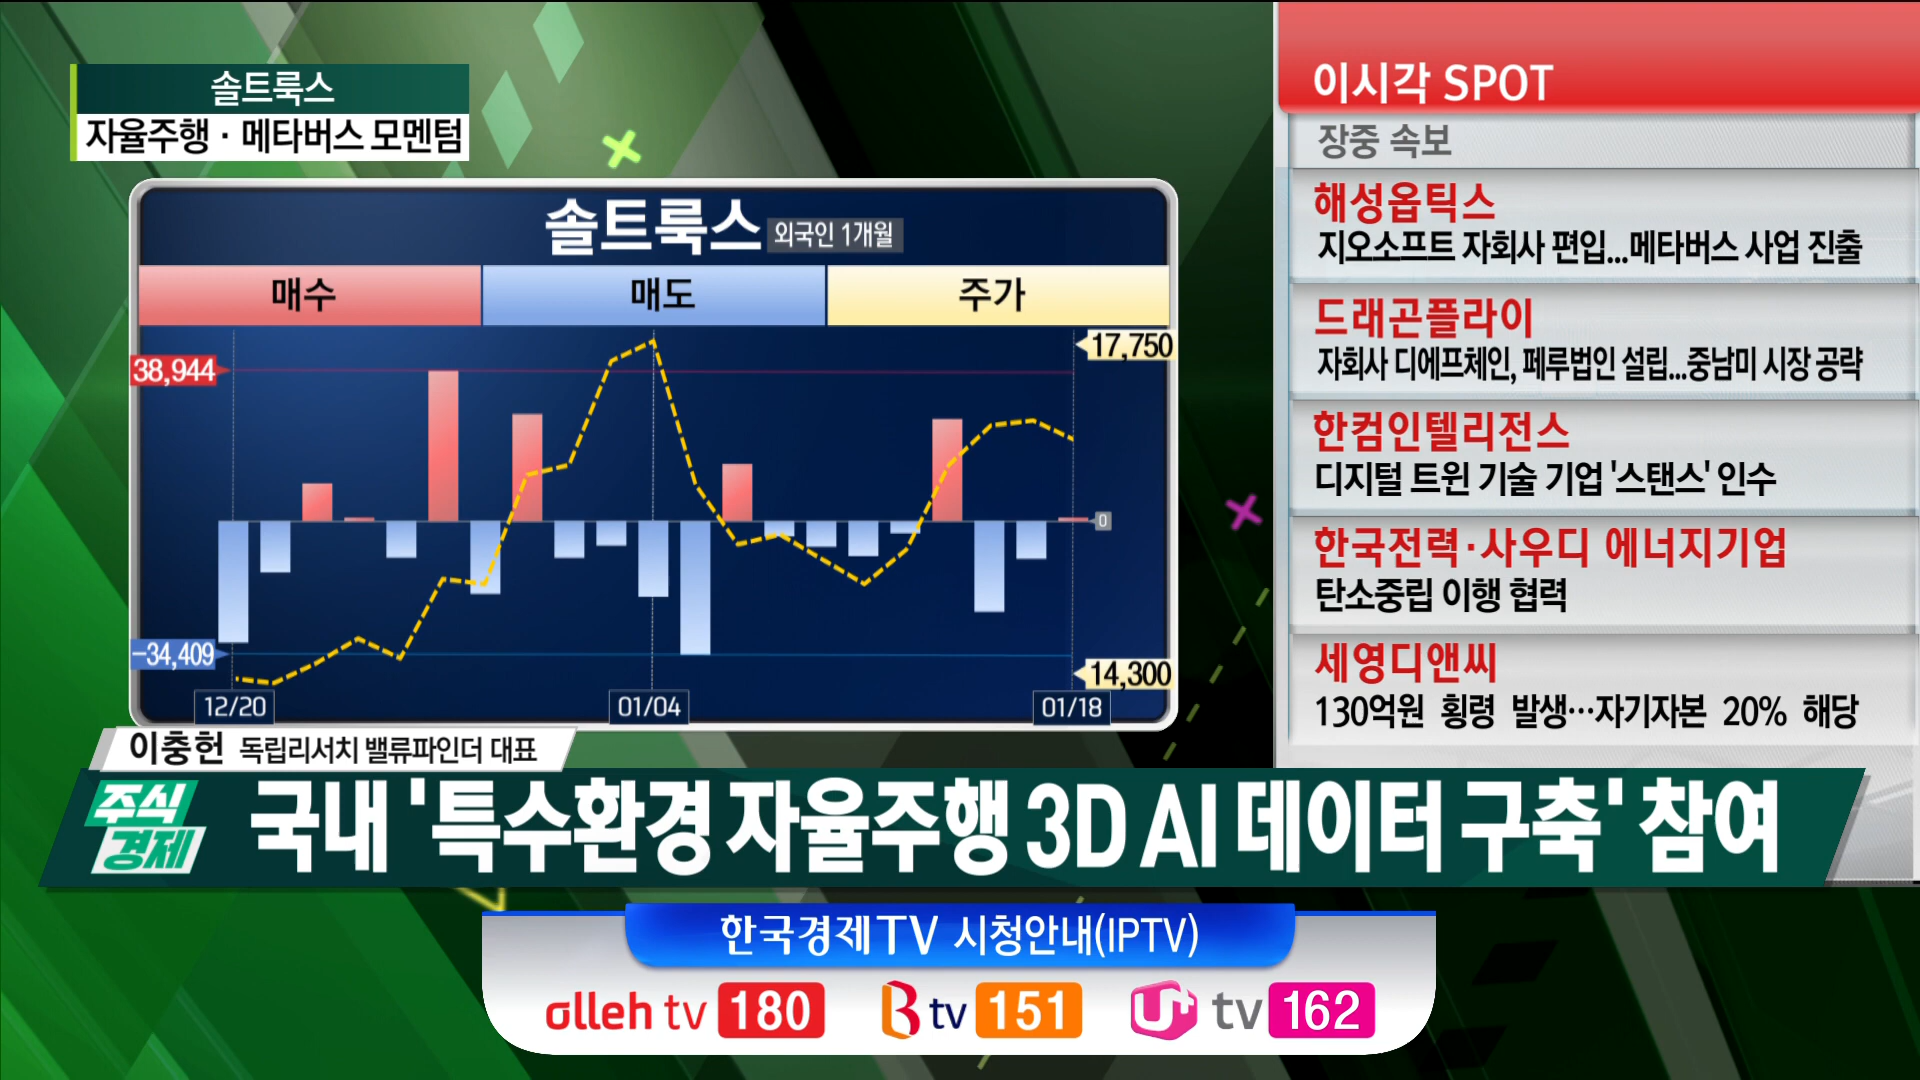 솔트룩스
자율주행 · 메타버스 모멘텀
솔트룩스 외국인 1개월
매수 매도 주가
38,944
17,750
0
-34,409
14,300
12/20 01/04 01/18
이시각 SPOT
장중 속보
해성옵틱스
지오소프트 자회사 편입...메타버스 사업 진출
드래곤플라이
자회사 디에프체인, 페루법인 설립...중남미 시장 공략
한컴인텔리전스
디지털 트윈 기술 기업 '스탠스' 인수
한국전력·사우디 에너지기업
탄소중립 이행 협력
세영디앤씨
130억원 횡령 발생…자기자본 20% 해당
이충헌 독립리서치 밸류파인더 대표
주식
경제
국내 '특수환경 자율주행 3D AI 데이터 구축' 참여
한국경제TV 시청안내(IPTV)
olleh tv 180 B tv 151 U+ tv 162